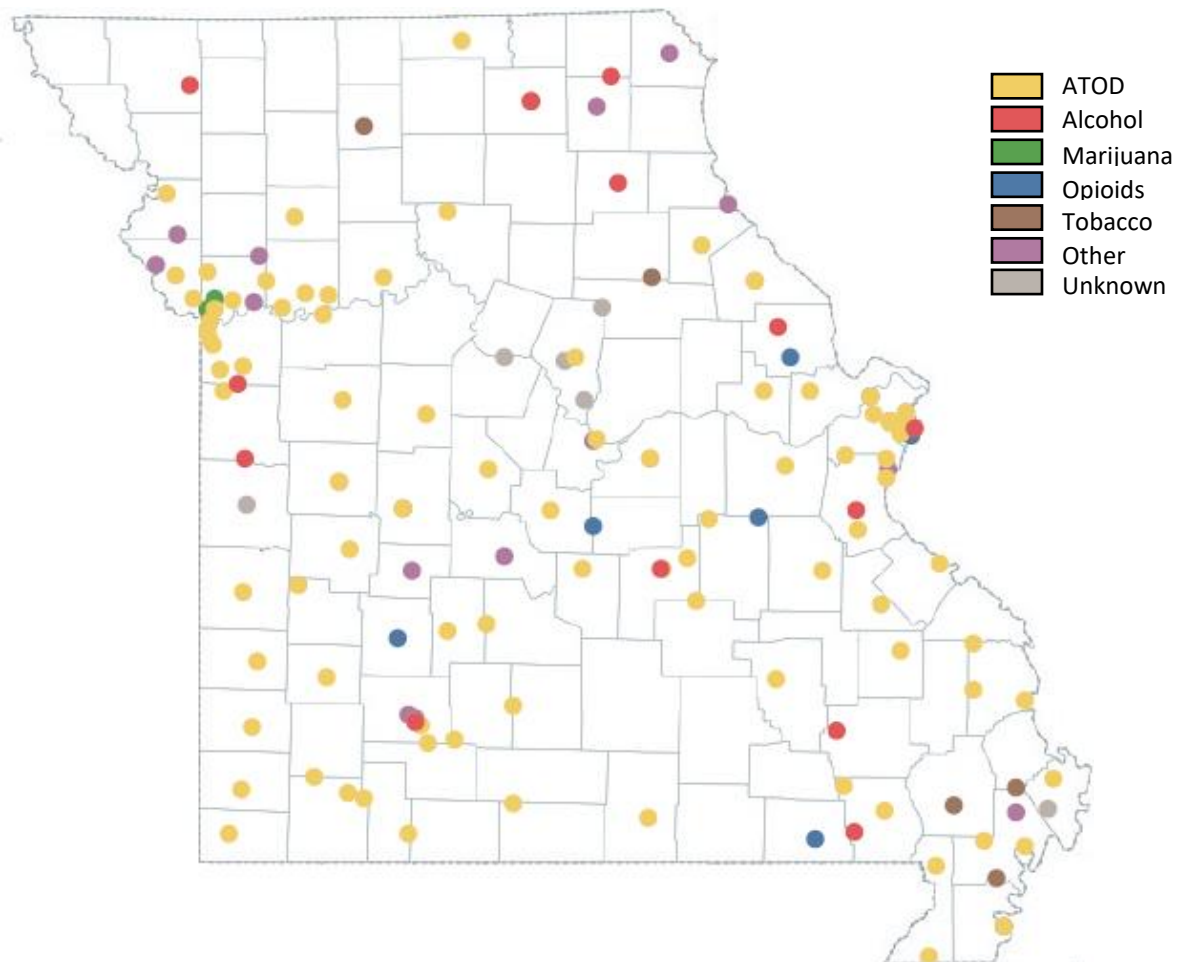 ATOD
Alcohol
Marijuana
Opioids
Tobacco
Other
Unknown